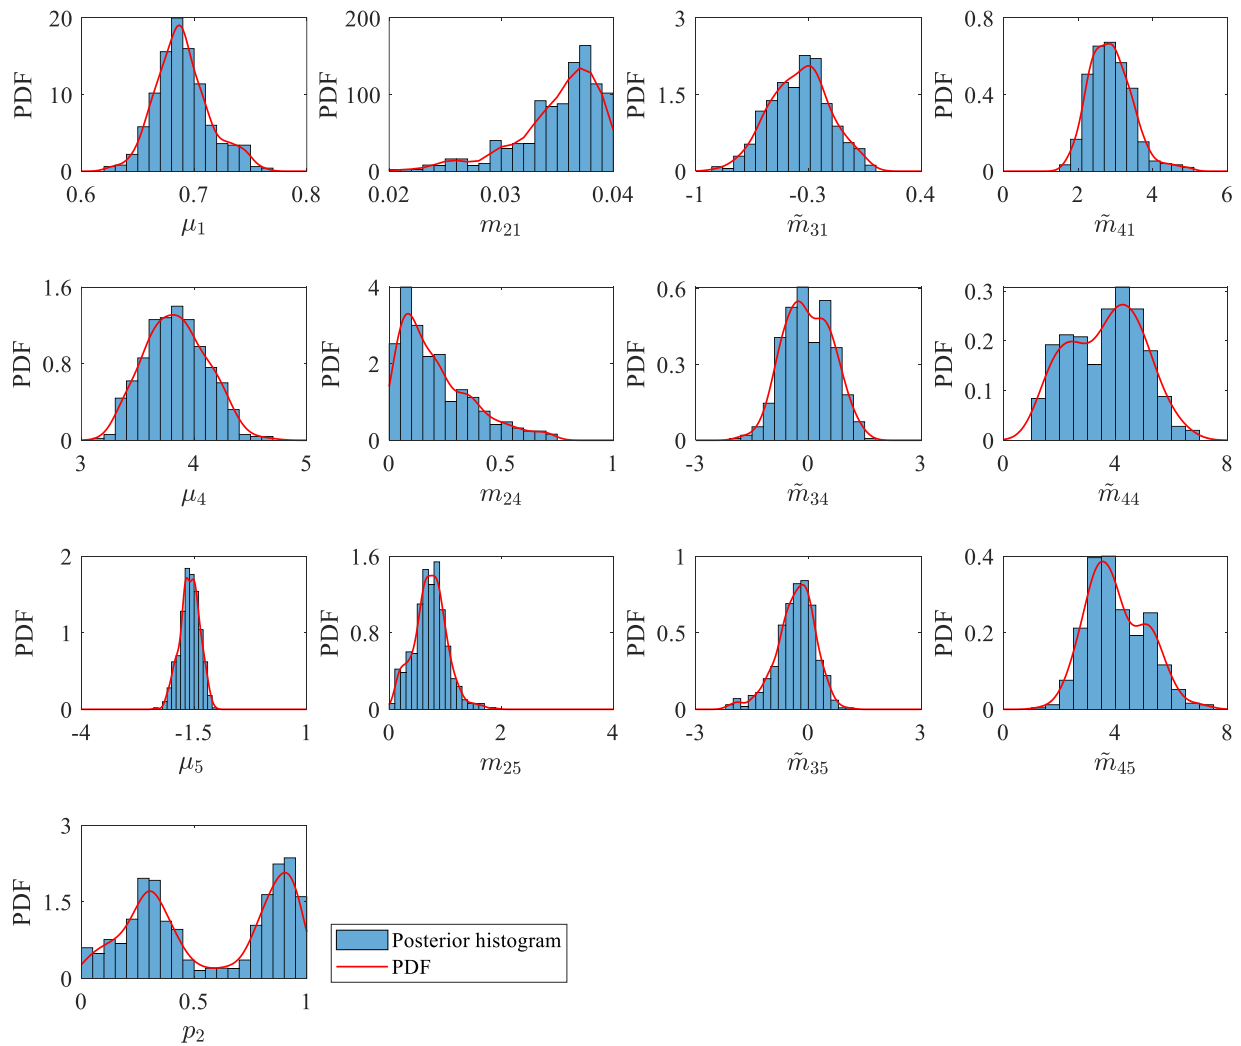 20
10
0
PDF
0.6 0.7 0.8
μ₁
200
100
0
PDF
0.02 0.03 0.04
m₂₁
3
1.5
0
PDF
-1 -0.3 0.4
m̃₃₁
0.8
0.4
0
PDF
2 4 6
m̃₄₁
1.6
0.8
0
PDF
3 4 5
μ₄
4
2
0
PDF
0 0.5 1
m₂₄
0.6
0.3
0
PDF
-3 0 3
m̃₃₄
0.3
0.2
0.1
0
PDF
0 4 8
m̃₄₄
2
1
0
PDF
-4 -1.5 1
μ₅
1.6
0.8
0
PDF
0 2 4
m₂₅
1
0.5
0
PDF
-3 0 3
m̃₃₅
0.4
0.2
0
PDF
0 4 8
m̃₄₅
3
1.5
0
PDF
0 0.5 1
p₂
Posterior histogram
PDF